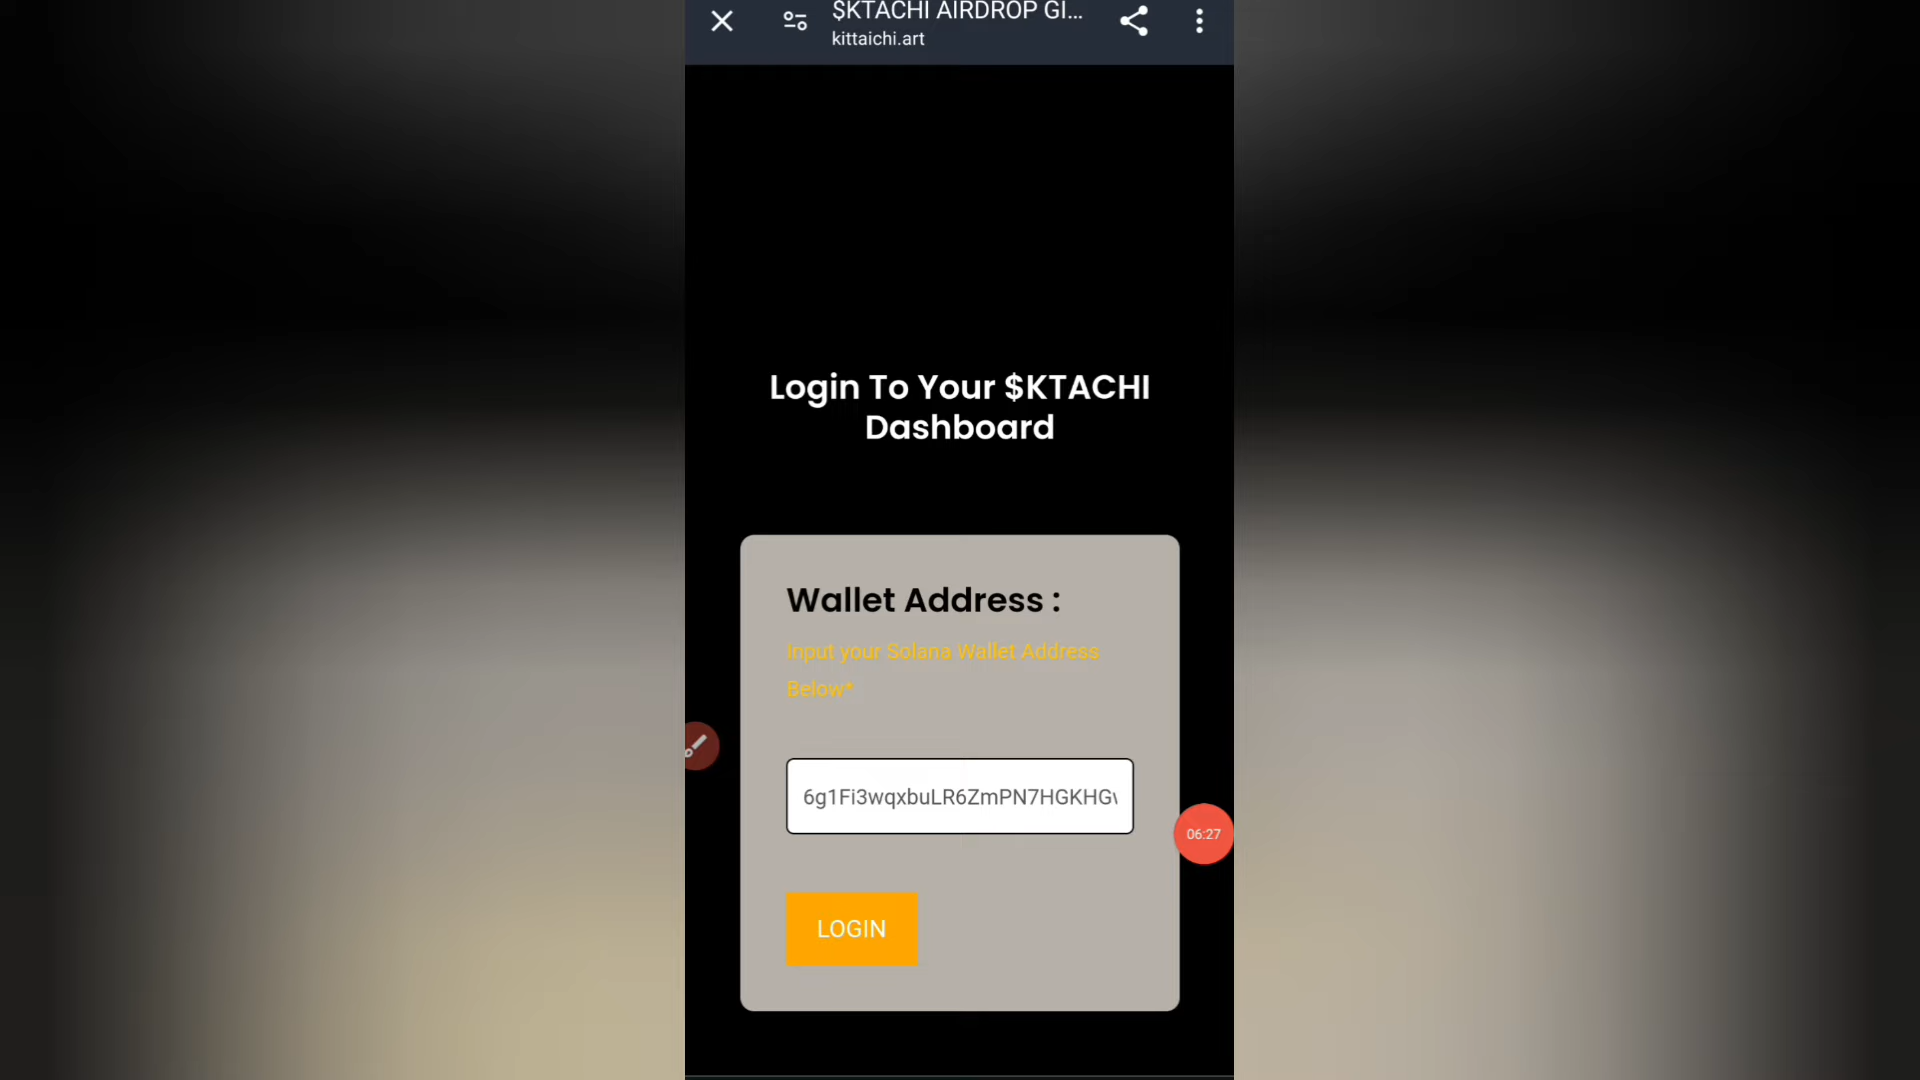 $KTACHI AIRDROP GI...
kittaichi.art
Login To Your $KTACHI
Dashboard
Wallet Address :
Input your Solana Wallet Address
Below*
6g1Fi3wqxbuLR6ZmPN7HGKHG
06:27
LOGIN